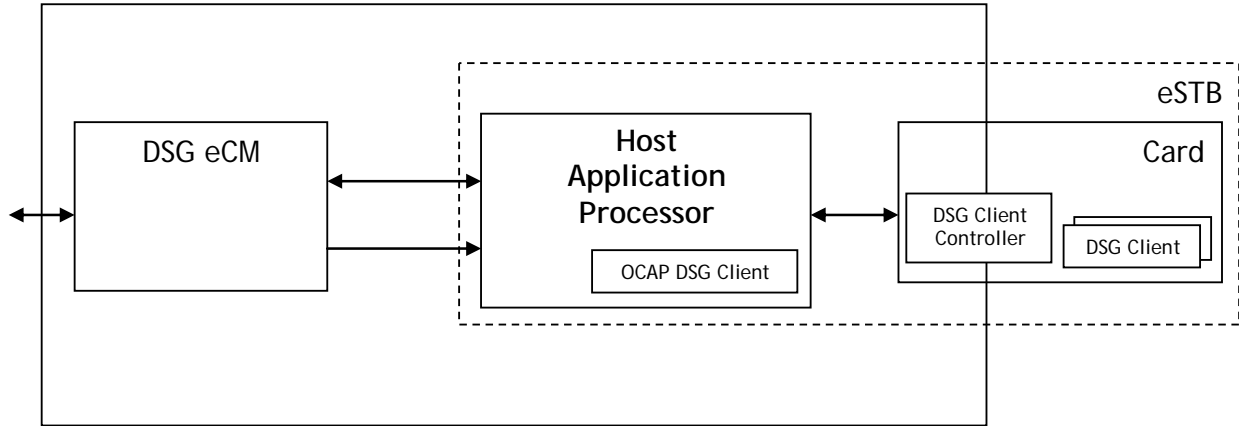 eSTB
DSG eCM
Host
Application
Processor
OCAP DSG Client
Card
DSG Client
Controller
DSG Client